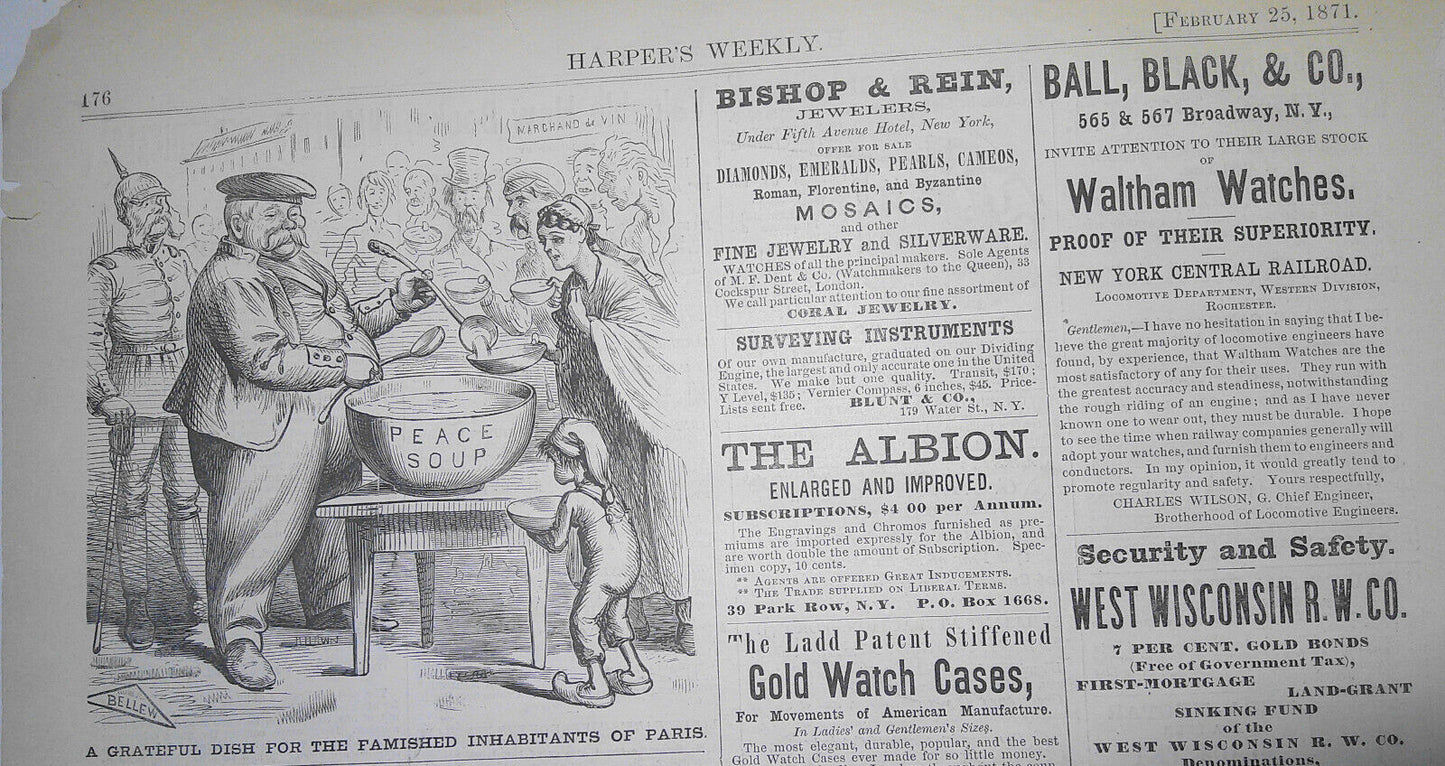 176
HARPER'S WEEKLY.
[FEBRUARY 25, 1871.
MARCHAND de VIN
PEACE
SOUP
BELLEW
A GRATEFUL DISH FOR THE FAMISHED INHABITANTS OF PARIS.
BISHOP & REIN,
JEWELERS,
Under Fifth Avenue Hotel, New York,
OFFER FOR SALE
DIAMONDS, EMERALDS, PEARLS, CAMEOS,
Roman, Florentine, and Byzantine
MOSAICS,
and other
FINE JEWELRY and SILVERWARE.
WATCHES of all the principal makers. Sole Agents
of M. F. Dent & Co. (Watchmakers to the Queen), 33
Cockspur Street, London.
We call particular attention to our fine assortment of
CORAL JEWELRY.
SURVEYING INSTRUMENTS
Of our own manufacture, graduated on our Dividing
Engine, the largest and only accurate one in the United
States. We make but one quality. Transit, $170;
Y Level, $135; Vernier Compass, 6 inches, $45. Price-
Lists sent free. BLUNT & CO.,
179 Water St., N. Y.
THE ALBION.
ENLARGED AND IMPROVED.
SUBSCRIPTIONS, $4 00 per Annum.
The Engravings and Chromos furnished as pre-
miums are imported expressly for the Albion, and
are worth double the amount of Subscription. Spec-
imen copy, 10 cents.
** AGENTS ARE OFFERED GREAT INDUCEMENTS.
** THE TRADE SUPPLIED ON LIBERAL TERMS.
39 Park Row, N.Y. P.O. Box 1668.
The Ladd Patent Stiffened
Gold Watch Cases,
For Movements of American Manufacture.
In Ladies' and Gentlemen's Sizes.
The most elegant, durable, popular, and the best
Gold Watch Cases ever made for so little money.
BALL, BLACK, & CO.,
565 & 567 Broadway, N. Y.,
INVITE ATTENTION TO THEIR LARGE STOCK
OF
Waltham Watches.
PROOF OF THEIR SUPERIORITY.
NEW YORK CENTRAL RAILROAD.
LOCOMOTIVE DEPARTMENT, WESTERN DIVISION,
ROCHESTER.
Gentlemen,—I have no hesitation in saying that I be-
lieve the great majority of locomotive engineers have
found, by experience, that Waltham Watches are the
most satisfactory of any for their uses. They run with
the greatest accuracy and steadiness, notwithstanding
the rough riding of an engine; and as I have never
known one to wear out, they must be durable. I hope
to see the time when railway companies generally will
adopt your watches, and furnish them to engineers and
conductors. In my opinion, it would greatly tend to
promote regularity and safety. Yours respectfully,
CHARLES WILSON, G. Chief Engineer,
Brotherhood of Locomotive Engineers.
Security and Safety.
WEST WISCONSIN R. W. CO.
7 PER CENT. GOLD BONDS
(Free of Government Tax),
FIRST-MORTGAGE
LAND-GRANT
SINKING FUND
of the
WEST WISCONSIN R. W. CO.
Denominations,